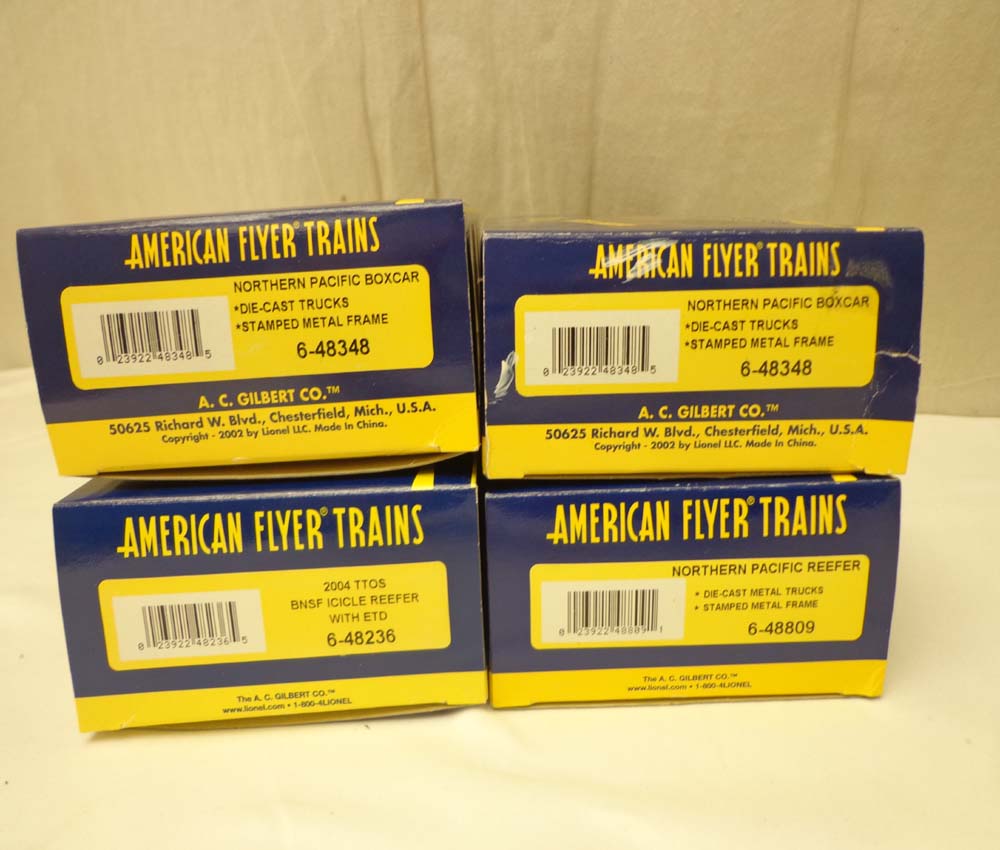 AMERICAN FLYER® TRAINS
NORTHERN PACIFIC BOXCAR
*DIE-CAST TRUCKS
*STAMPED METAL FRAME
0 23922 48348 5
6-48348
A. C. GILBERT CO.™
50625 Richard W. Blvd., Chesterfield, Mich., U.S.A.
Copyright - 2002 by Lionel LLC. Made In China.
AMERICAN FLYER® TRAINS
NORTHERN PACIFIC BOXCAR
*DIE-CAST TRUCKS
*STAMPED METAL FRAME
0 23922 48348 5
6-48348
A. C. GILBERT CO.™
50625 Richard W. Blvd., Chesterfield, Mich., U.S.A.
Copyright - 2002 by Lionel LLC. Made In China.
AMERICAN FLYER® TRAINS
2004 TTOS
BNSF ICICLE REEFER
WITH ETD
0 23922 48236 5
6-48236
The A. C. GILBERT CO.™
www.lionel.com • 1-800-4LIONEL
AMERICAN FLYER® TRAINS
NORTHERN PACIFIC REEFER
• DIE-CAST METAL TRUCKS
• STAMPED METAL FRAME
0 23922 48809 1
6-48809
The A. C. GILBERT CO.™
www.lionel.com • 1-800-4LIONEL